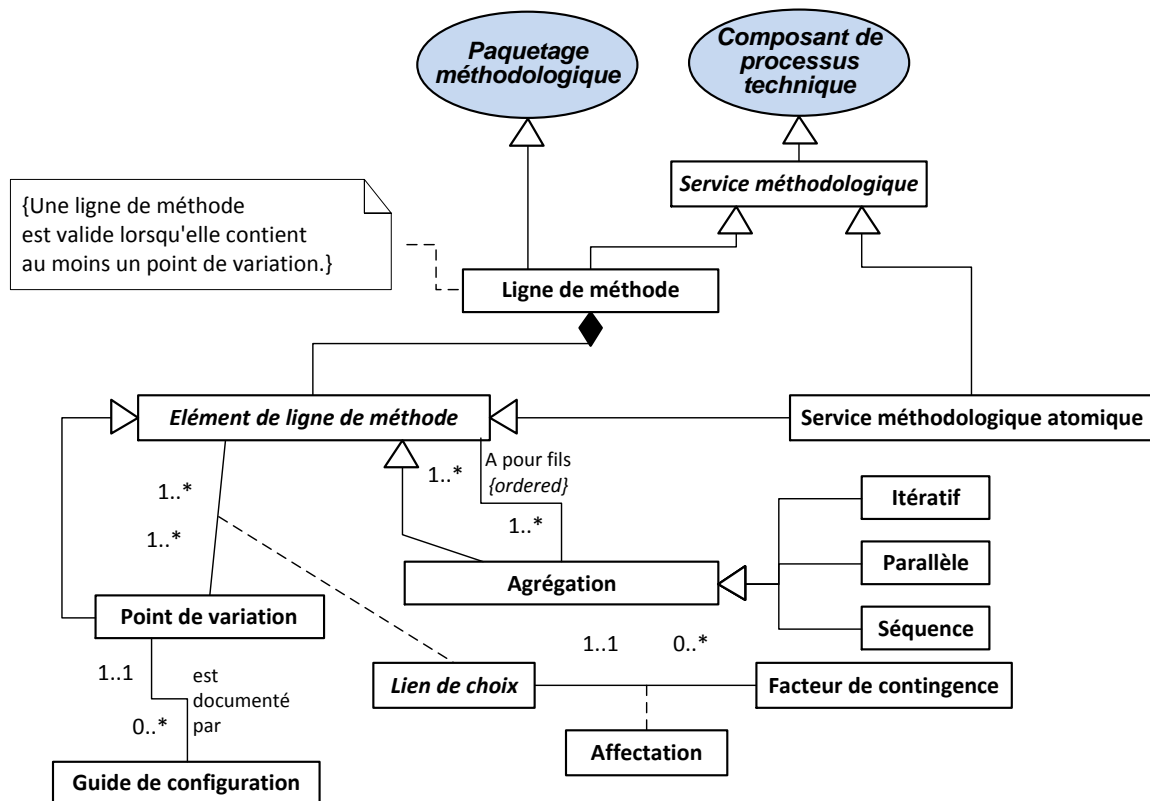 Paquetage
méthodologique
Composant de
processus
technique
Service méthodologique
{Une ligne de méthode
est valide lorsqu'elle contient
au moins un point de variation.}
Ligne de méthode
Elément de ligne de méthode
Service méthodologique atomique
A pour fils
{ordered}
1..*
1..*
1..*
1..*
Itératif
Parallèle
Séquence
Agrégation
Point de variation
1..1
0..*
1..1
est
documenté
par
0..*
Lien de choix
Facteur de contingence
Affectation
Guide de configuration